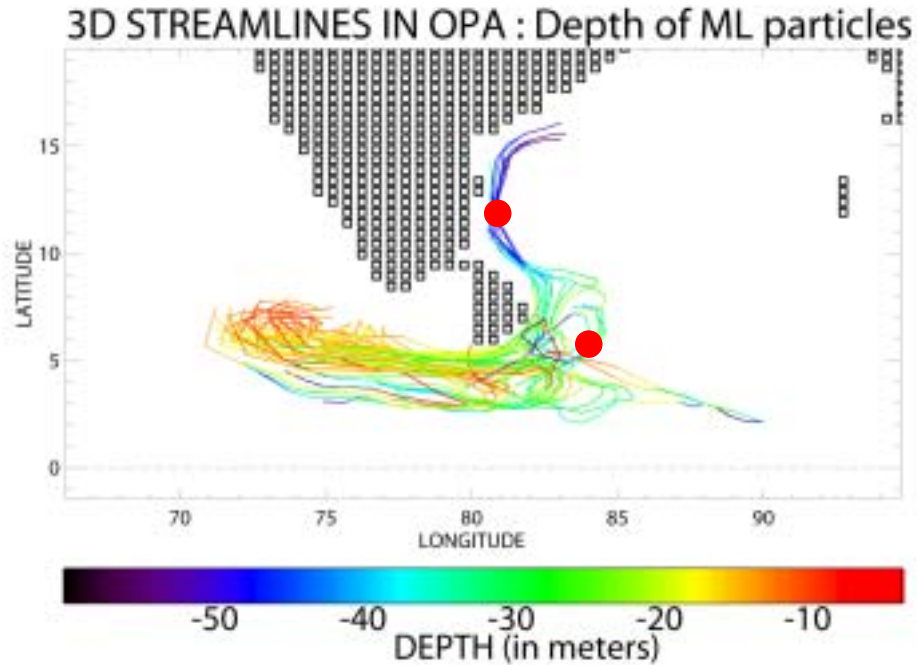 3D STREAMLINES IN OPA : Depth of ML particles
15
10
5
0
LATITUDE
70 75 80 85 90
LONGITUDE
-50 -40 -30 -20 -10
DEPTH (in meters)